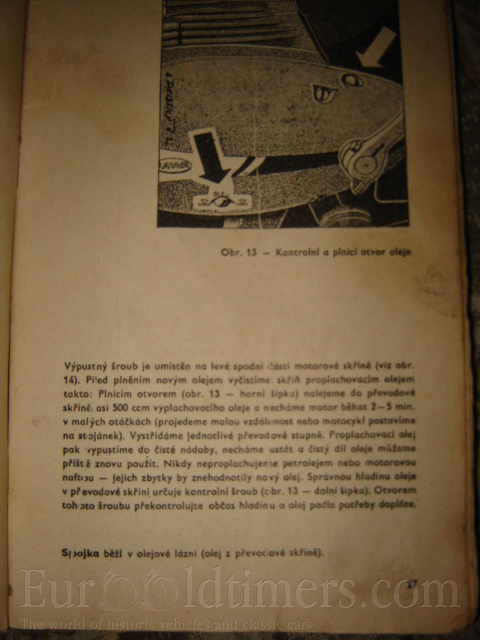 JAWA
OLEJ
Obr. 13 — Kontrolní a plnicí otvor oleje
Výpustný šroub je umístěn na levé spodní části motorové skříně (viz obr.
14). Před plněním novým olejem vyčistíme skříň proplachovacím olejem
takto: Plnicím otvorem (obr. 13 — horní šipka) nalejeme do převodové
skříně asi 500 ccm vyplachovacího oleje a necháme motor běhat 2—5 min.
v malých otáčkách (projedeme malou vzdálenost nebo motocykl postavíme
na stojánek). Vystřídáme jednotlivé převodové stupně. Proplachovací olej
pak vypustíme do čisté nádoby, necháme ustát a čistý díl oleje můžeme
příště znovu použít. Nikdy neproplachujeme petrolejem nebo motorovou
naftou — jejich zbytky by znehodnotily nový olej. Správnou hladinu oleje
v převodové skříni určuje kontrolní šroub (obr. 13 — dolní šipka). Otvorem
tohoto šroubu překontrolujte občas hladinu a olej podle potřeby doplňte.
Spojka běží v olejové lázni (olej z převodové skříně).
EurOOldtimers.com
The world of historic vehicles and classic cars